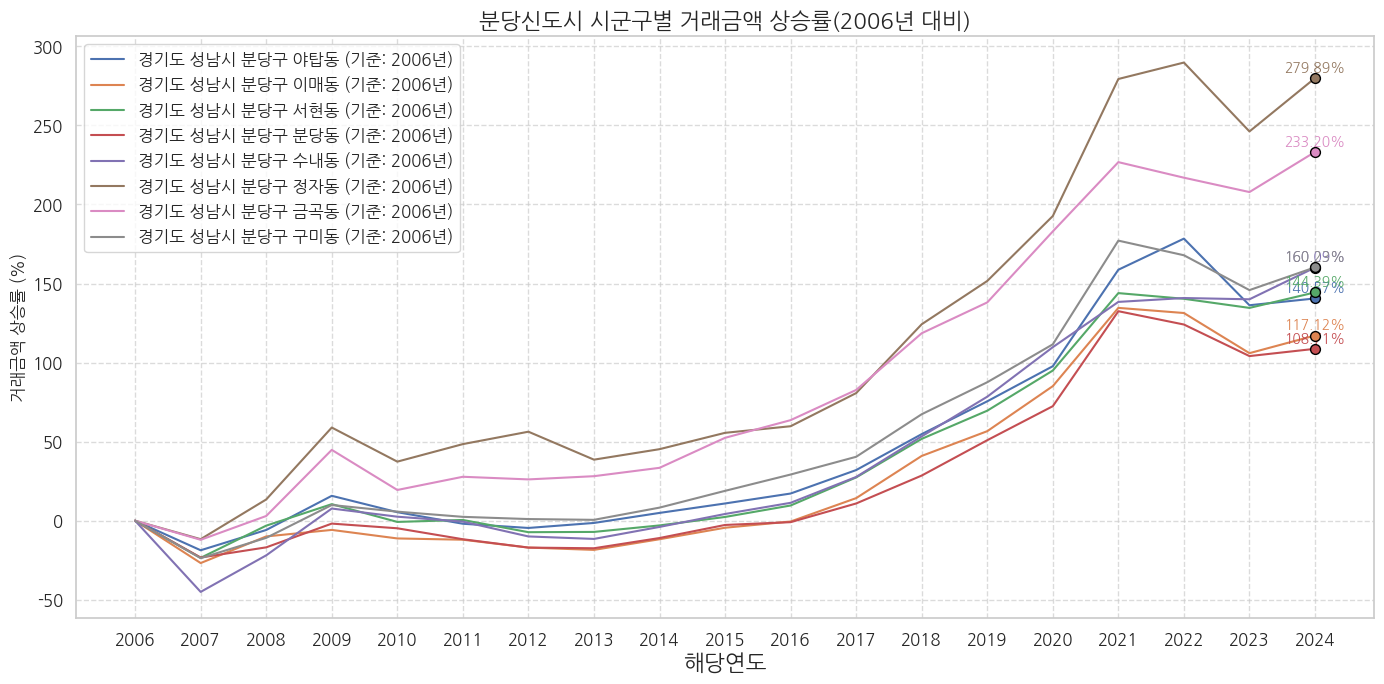 분당신도시 시군구별 거래금액 상승률(2006년 대비)
경기도 성남시 분당구 야탑동 (기준: 2006년)
경기도 성남시 분당구 이매동 (기준: 2006년)
경기도 성남시 분당구 서현동 (기준: 2006년)
경기도 성남시 분당구 분당동 (기준: 2006년)
경기도 성남시 분당구 수내동 (기준: 2006년)
경기도 성남시 분당구 정자동 (기준: 2006년)
경기도 성남시 분당구 금곡동 (기준: 2006년)
경기도 성남시 분당구 구미동 (기준: 2006년)
거래금액 상승률 (%)
300
250
200
150
100
50
0
-50
279.89%
233.20%
117.12%
2006 2007 2008 2009 2010 2011 2012 2013 2014 2015 2016 2017 2018 2019 2020 2021 2022 2023 2024
해당연도